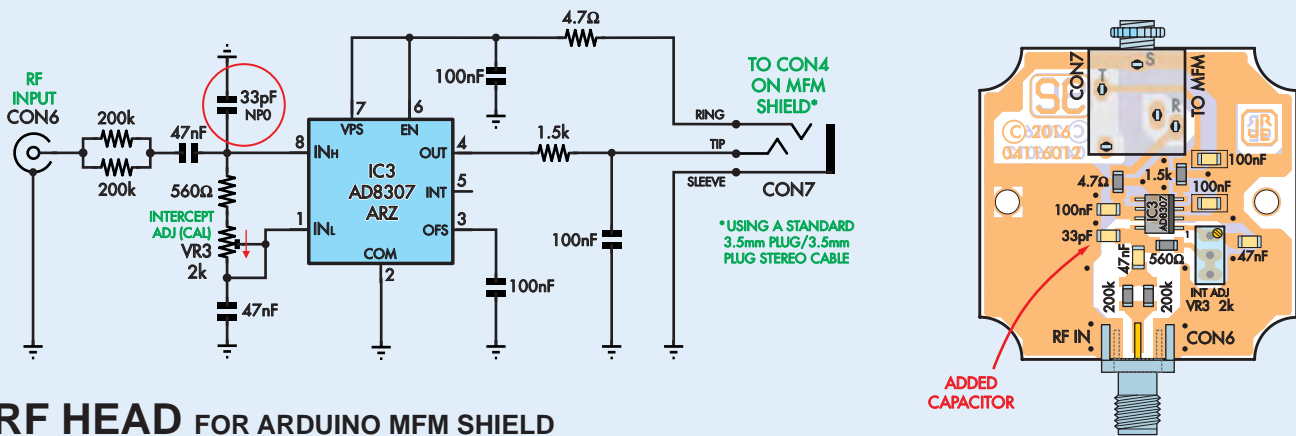 RF
INPUT
CON6
200k
200k
47nF
33pF
NP0
560Ω
INTERCEPT
ADJ (CAL)
VR3
2k
47nF
8
1
7
6
4
5
3
2
VPS
EN
INH
INL
OUT
INT
OFS
COM
IC3
AD8307
ARZ
100nF
4.7Ω
1.5k
100nF
100nF
RING
TIP
SLEEVE
CON7
TO CON4
ON MFM
SHIELD*
*USING A STANDARD
3.5mm PLUG/3.5mm
PLUG STEREO CABLE
CON7
TO MFM
T
S
R
SC
© 2016
04116012
4.7Ω
1.5k
100nF
100nF
100nF
33pF
IC3
AD8307
1
47nF
560Ω
47nF
200k
200k
INT ADJ
VR3 2k
RF IN
CON6
ADDED
CAPACITOR
RF HEAD FOR ARDUINO MFM SHIELD